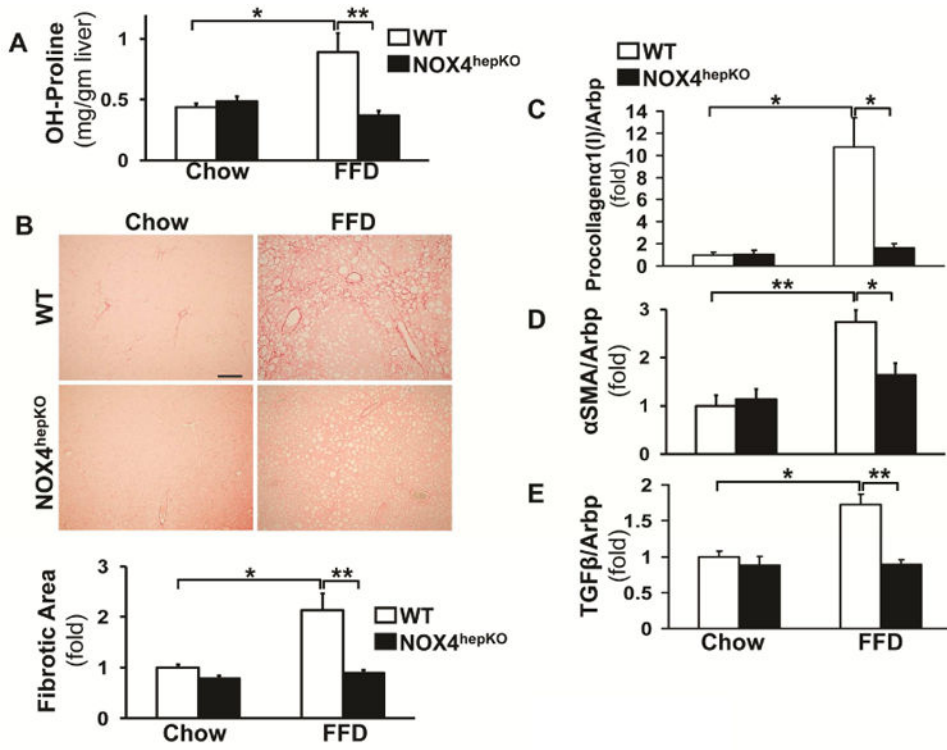 A
OH-Proline
(mg/gm liver)
1
0.5
0
*
**
Chow
FFD
WT
NOX4hepKO
B
Chow
FFD
WT
NOX4hepKO
Fibrotic Area
(fold)
3
2
1
0
*
**
WT
NOX4hepKO
Chow
FFD
C
Procollagenα1(I)/Arbp
(fold)
14
12
10
8
6
4
2
0
*
*
D
αSMA/Arbp
(fold)
3
2
1
0
**
*
E
TGFβ/Arbp
(fold)
2
1.5
1
0.5
0
*
**
Chow
FFD